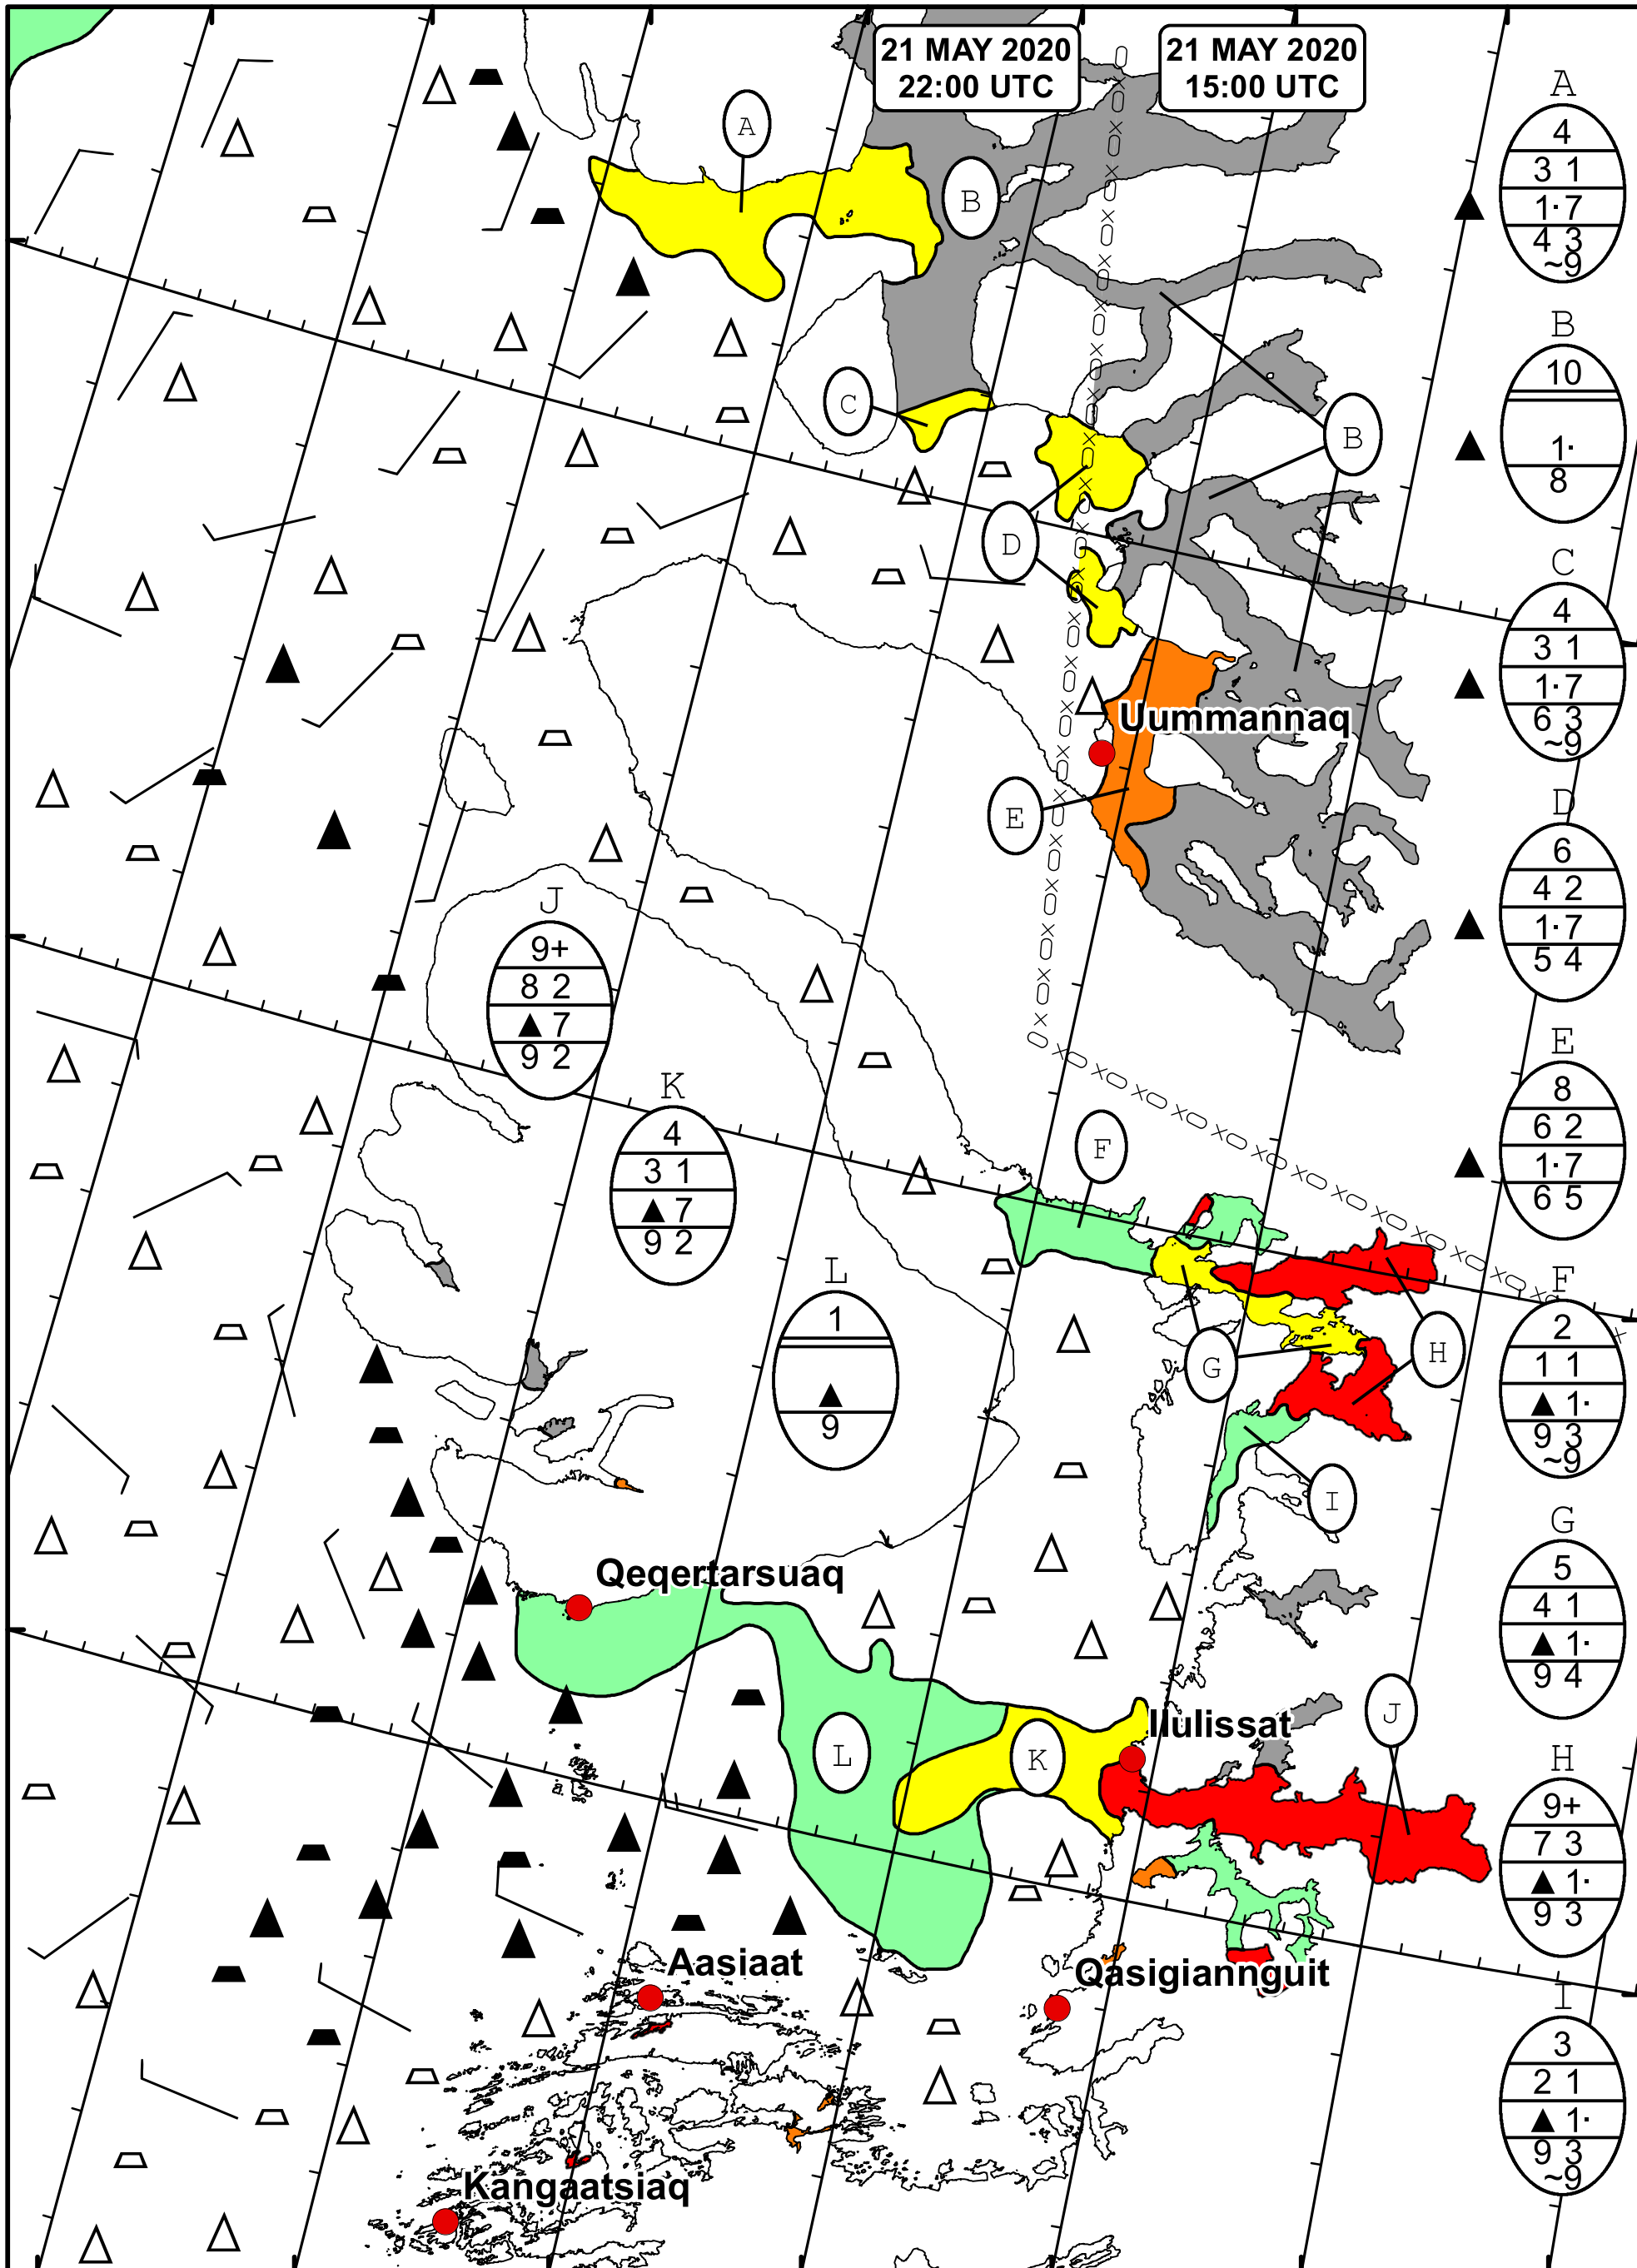 21 MAY 2020
22:00 UTC
21 MAY 2020
15:00 UTC
A
B
C
D
B
E
Uummannaq
F
G
H
I
Qeqertarsuaq
L
K
Ilulissat
J
Aasiaat
Qasigiannguit
Kangaatsiaq
A
4
3 1
1· 7
4 3
~9
B
10
1·
8
C
4
3 1
1· 7
6 3
~9
D
6
4 2
1· 7
5 4
E
8
6 2
1· 7
6 5
F
2
1 1
▲ 1·
9 3
~9
G
5
4 1
▲ 1·
9 4
H
9+
7 3
▲ 1·
9 3
I
3
2 1
▲ 1·
9 3
~9
J
9+
8 2
▲ 7
9 2
K
4
3 1
▲ 7
9 2
L
1
▲
9